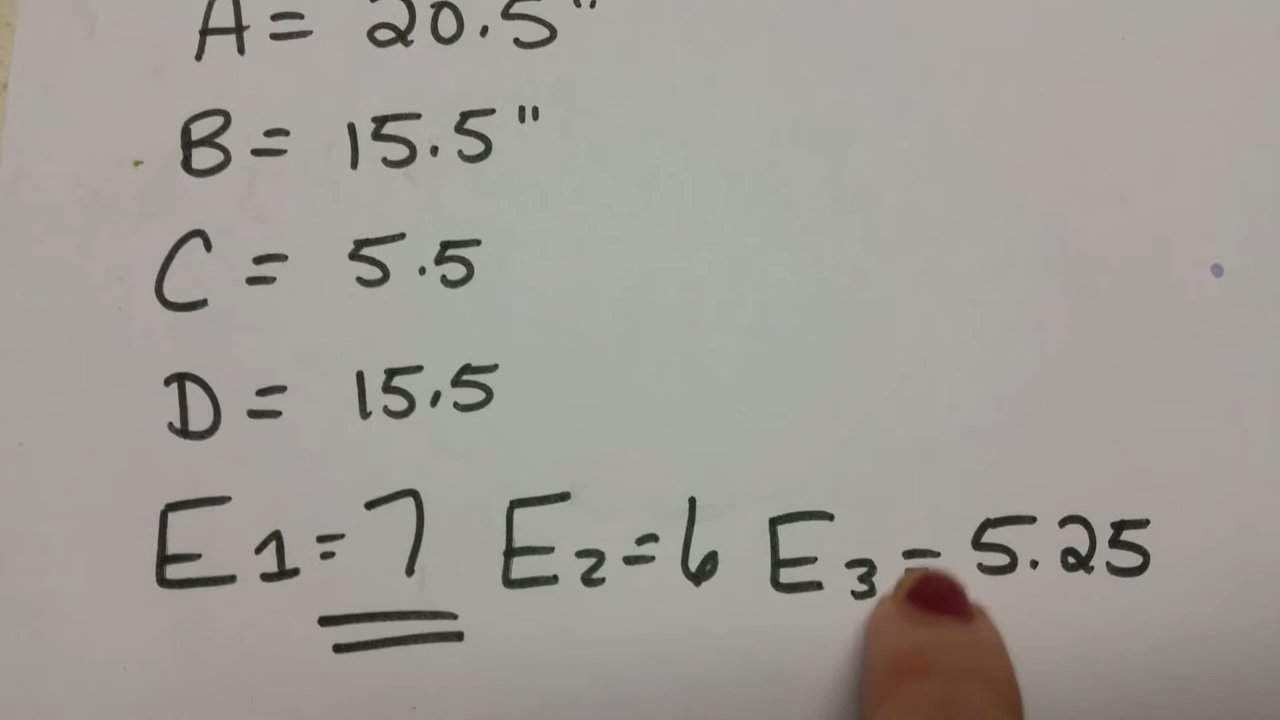 A= 20.5"
B= 15.5"
C= 5.5
D= 15.5
E1=7 E2=6 E3=5.25